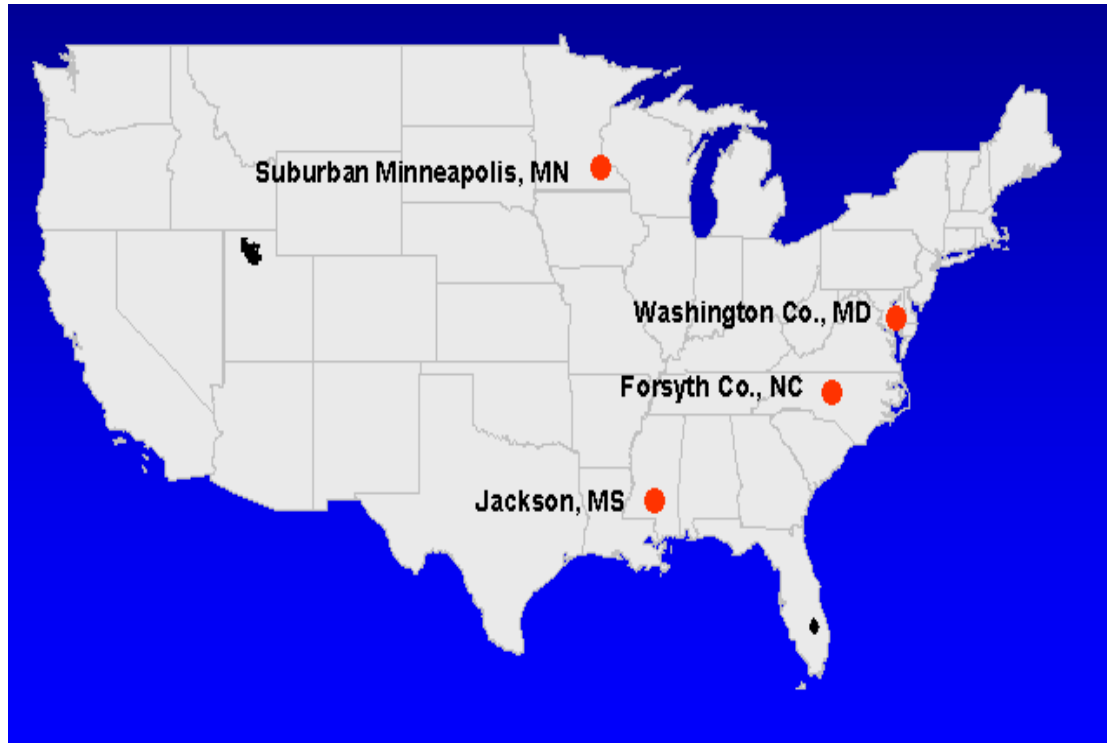 Suburban Minneapolis, MN
Washington Co., MD
Forsyth Co., NC
Jackson, MS